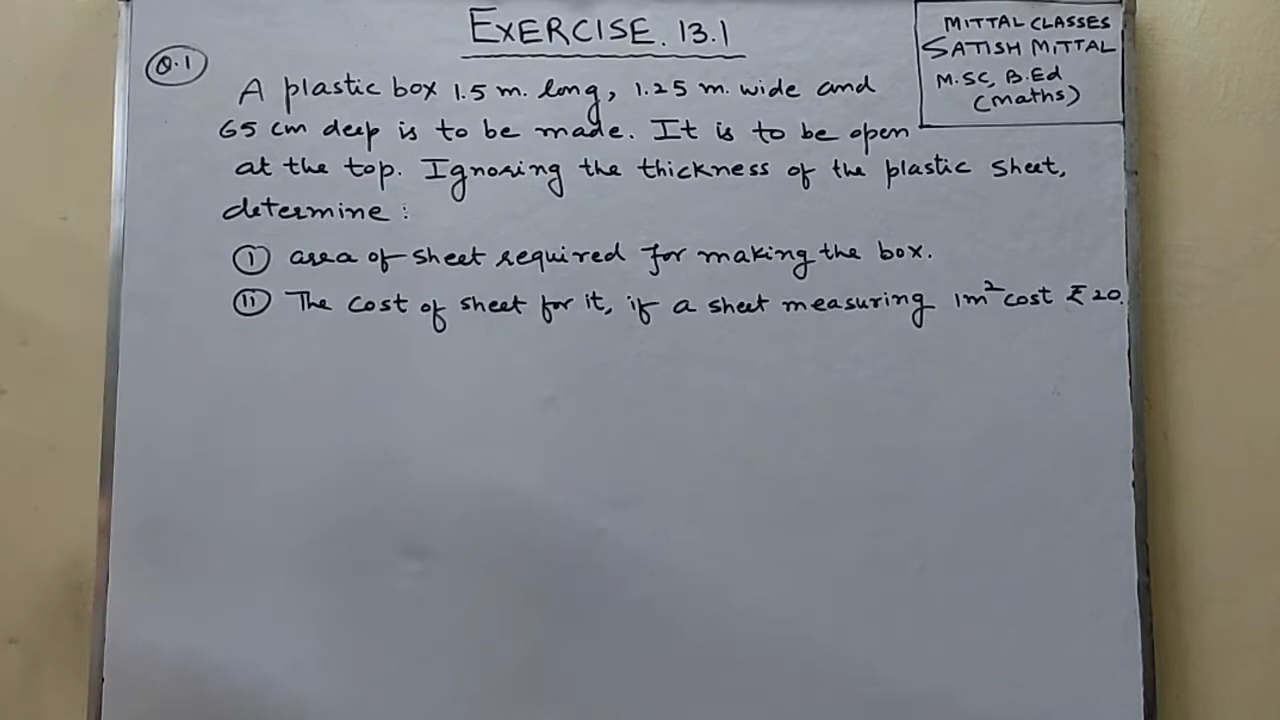 EXERCISE. 13.1
MITTAL CLASSES
SATISH MITTAL
M.SC, B.Ed
(maths)
Q.1
A plastic box 1.5 m. long, 1.25 m. wide and
65 cm deep is to be made. It is to be open
at the top. Ignoring the thickness of the plastic sheet,
determine :
(I) area of sheet required for making the box.
(II) The cost of sheet for it, if a sheet measuring 1m² cost ₹ 20.